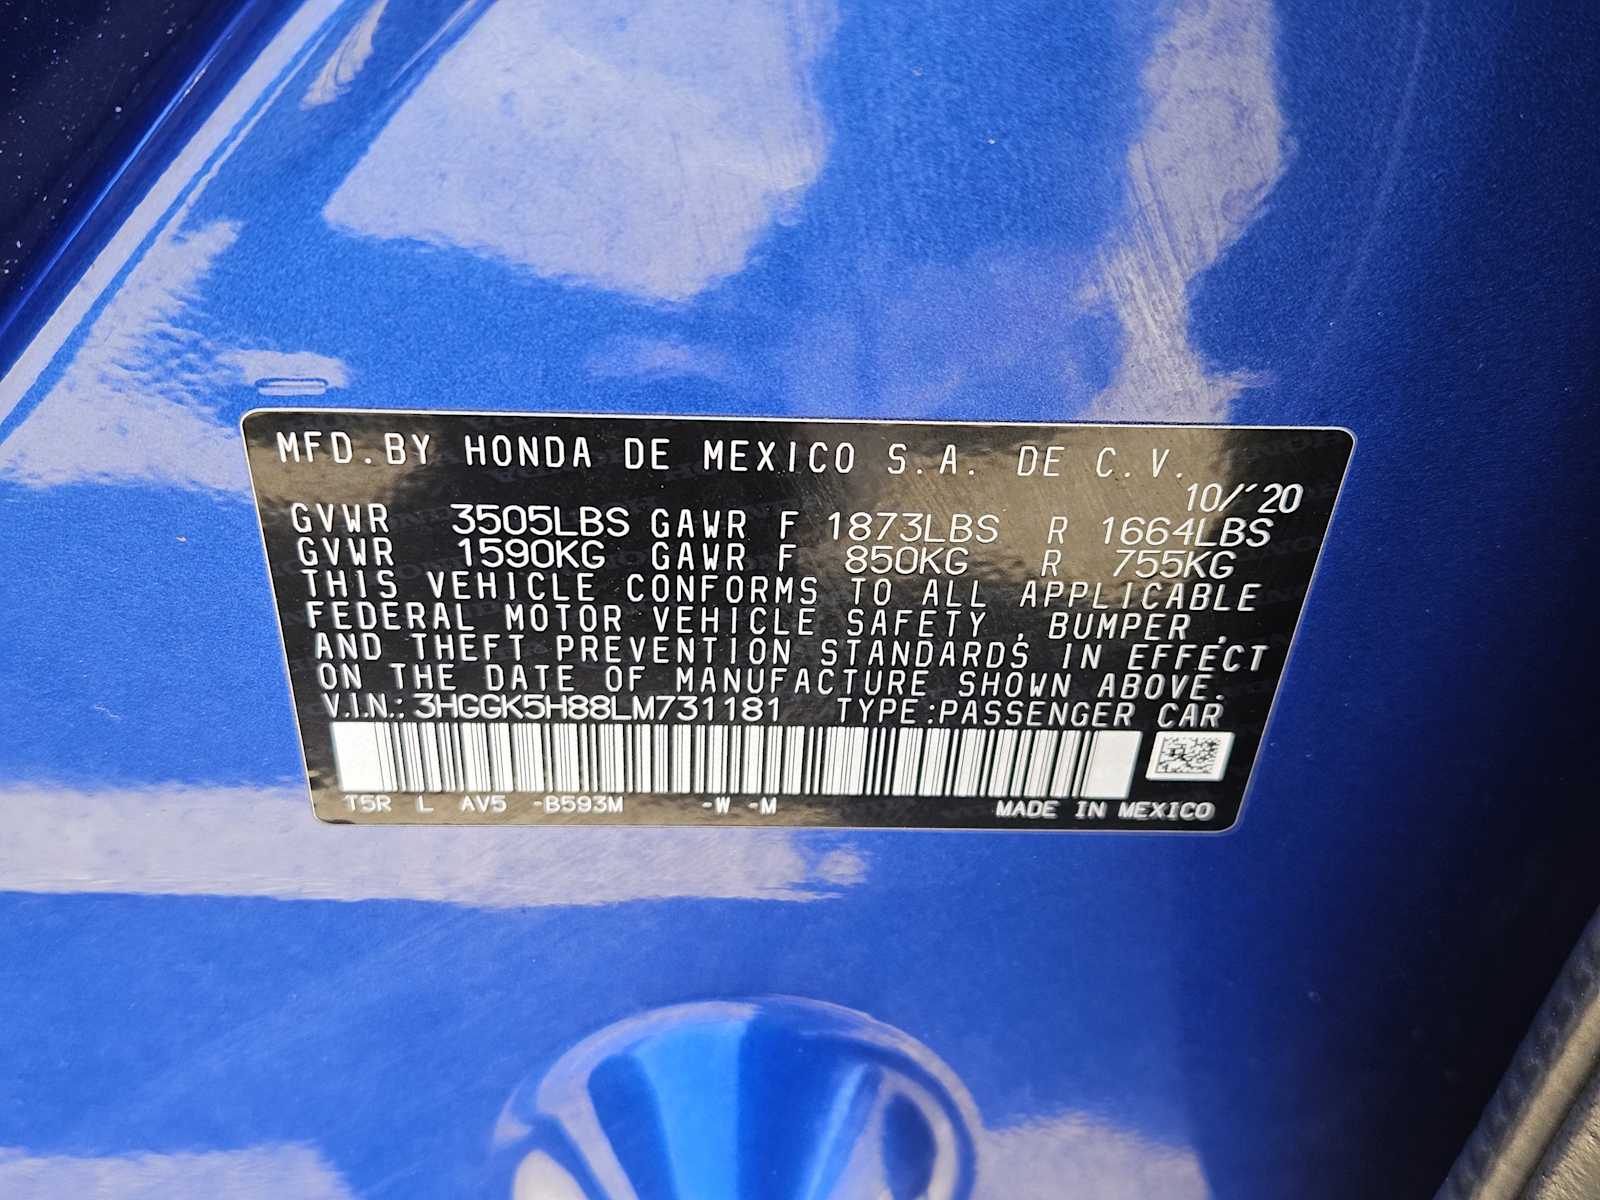 MFD. BY HONDA DE MEXICO S.A. DE C.V.
10/'20
GVWR 3505LBS GAWR F 1873LBS R 1664LBS
GVWR 1590KG GAWR F 850KG R 755KG
THIS VEHICLE CONFORMS TO ALL APPLICABLE
FEDERAL MOTOR VEHICLE SAFETY, BUMPER,
AND THEFT PREVENTION STANDARDS IN EFFECT
ON THE DATE OF MANUFACTURE SHOWN ABOVE.
V.I.N.: 3HGGK5H88LM731181 TYPE:PASSENGER CAR
T5R L AV5 -B593M -W -M MADE IN MEXICO